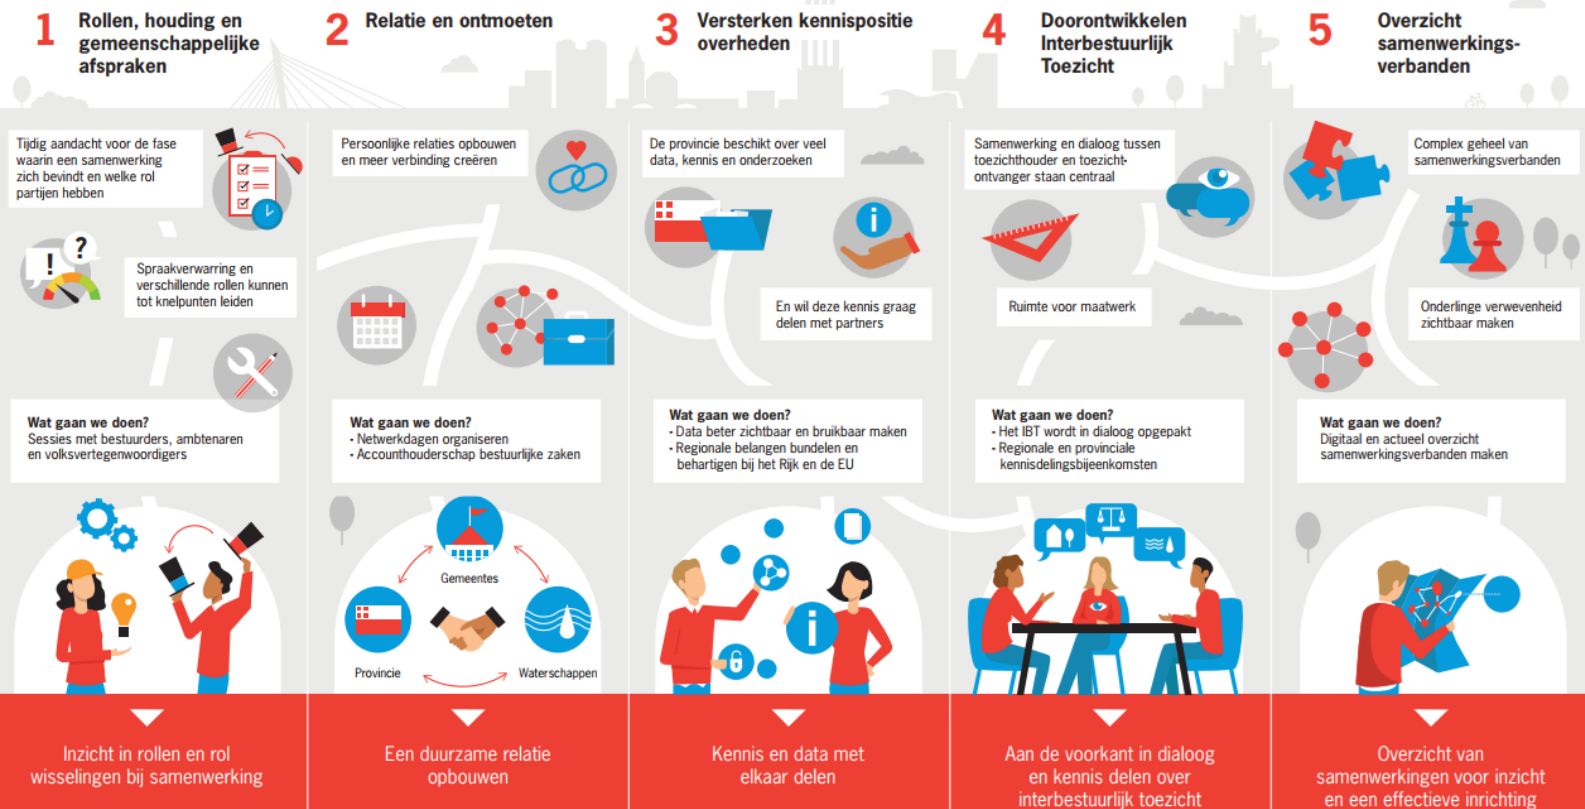 1
Rollen, houding en
gemeenschappelijke
afspraken
Tijdig aandacht voor de fase
waarin een samenwerking
zich bevindt en welke rol
partijen hebben
!
?
Spraakverwarring en
verschillende rollen kunnen
tot knelpunten leiden
Wat gaan we doen?
Sessies met bestuurders, ambtenaren
en volksvertegenwoordigers
Inzicht in rollen en rol
wisselingen bij samenwerking
2
Relatie en ontmoeten
Persoonlijke relaties opbouwen
en meer verbinding creëren
Wat gaan we doen?
- Netwerkdagen organiseren
- Accounthouderschap bestuurlijke zaken
Gemeentes
Provincie
Waterschappen
Een duurzame relatie
opbouwen
3
Versterken kennispositie
overheden
De provincie beschikt over veel
data, kennis en onderzoeken
i
En wil deze kennis graag
delen met partners
Wat gaan we doen?
- Data beter zichtbaar en bruikbaar maken
- Regionale belangen bundelen en
behartigen bij het Rijk en de EU
i
Kennis en data met
elkaar delen
4
Doorontwikkelen
Interbestuurlijk
Toezicht
Samenwerking en dialoog tussen
toezichthouder en toezicht-
ontvanger staan centraal
Ruimte voor maatwerk
Wat gaan we doen?
- Het IBT wordt in dialoog opgepakt
- Regionale en provinciale
kennisdelingsbijeenkomsten
Aan de voorkant in dialoog
en kennis delen over
interbestuurlijk toezicht
5
Overzicht
samenwerkings-
verbanden
Complex geheel van
samenwerkingsverbanden
Onderlinge verwevenheid
zichtbaar maken
Wat gaan we doen?
Digitaal en actueel overzicht
samenwerkingsverbanden maken
Overzicht van
samenwerkingen voor inzicht
en een effectieve inrichting